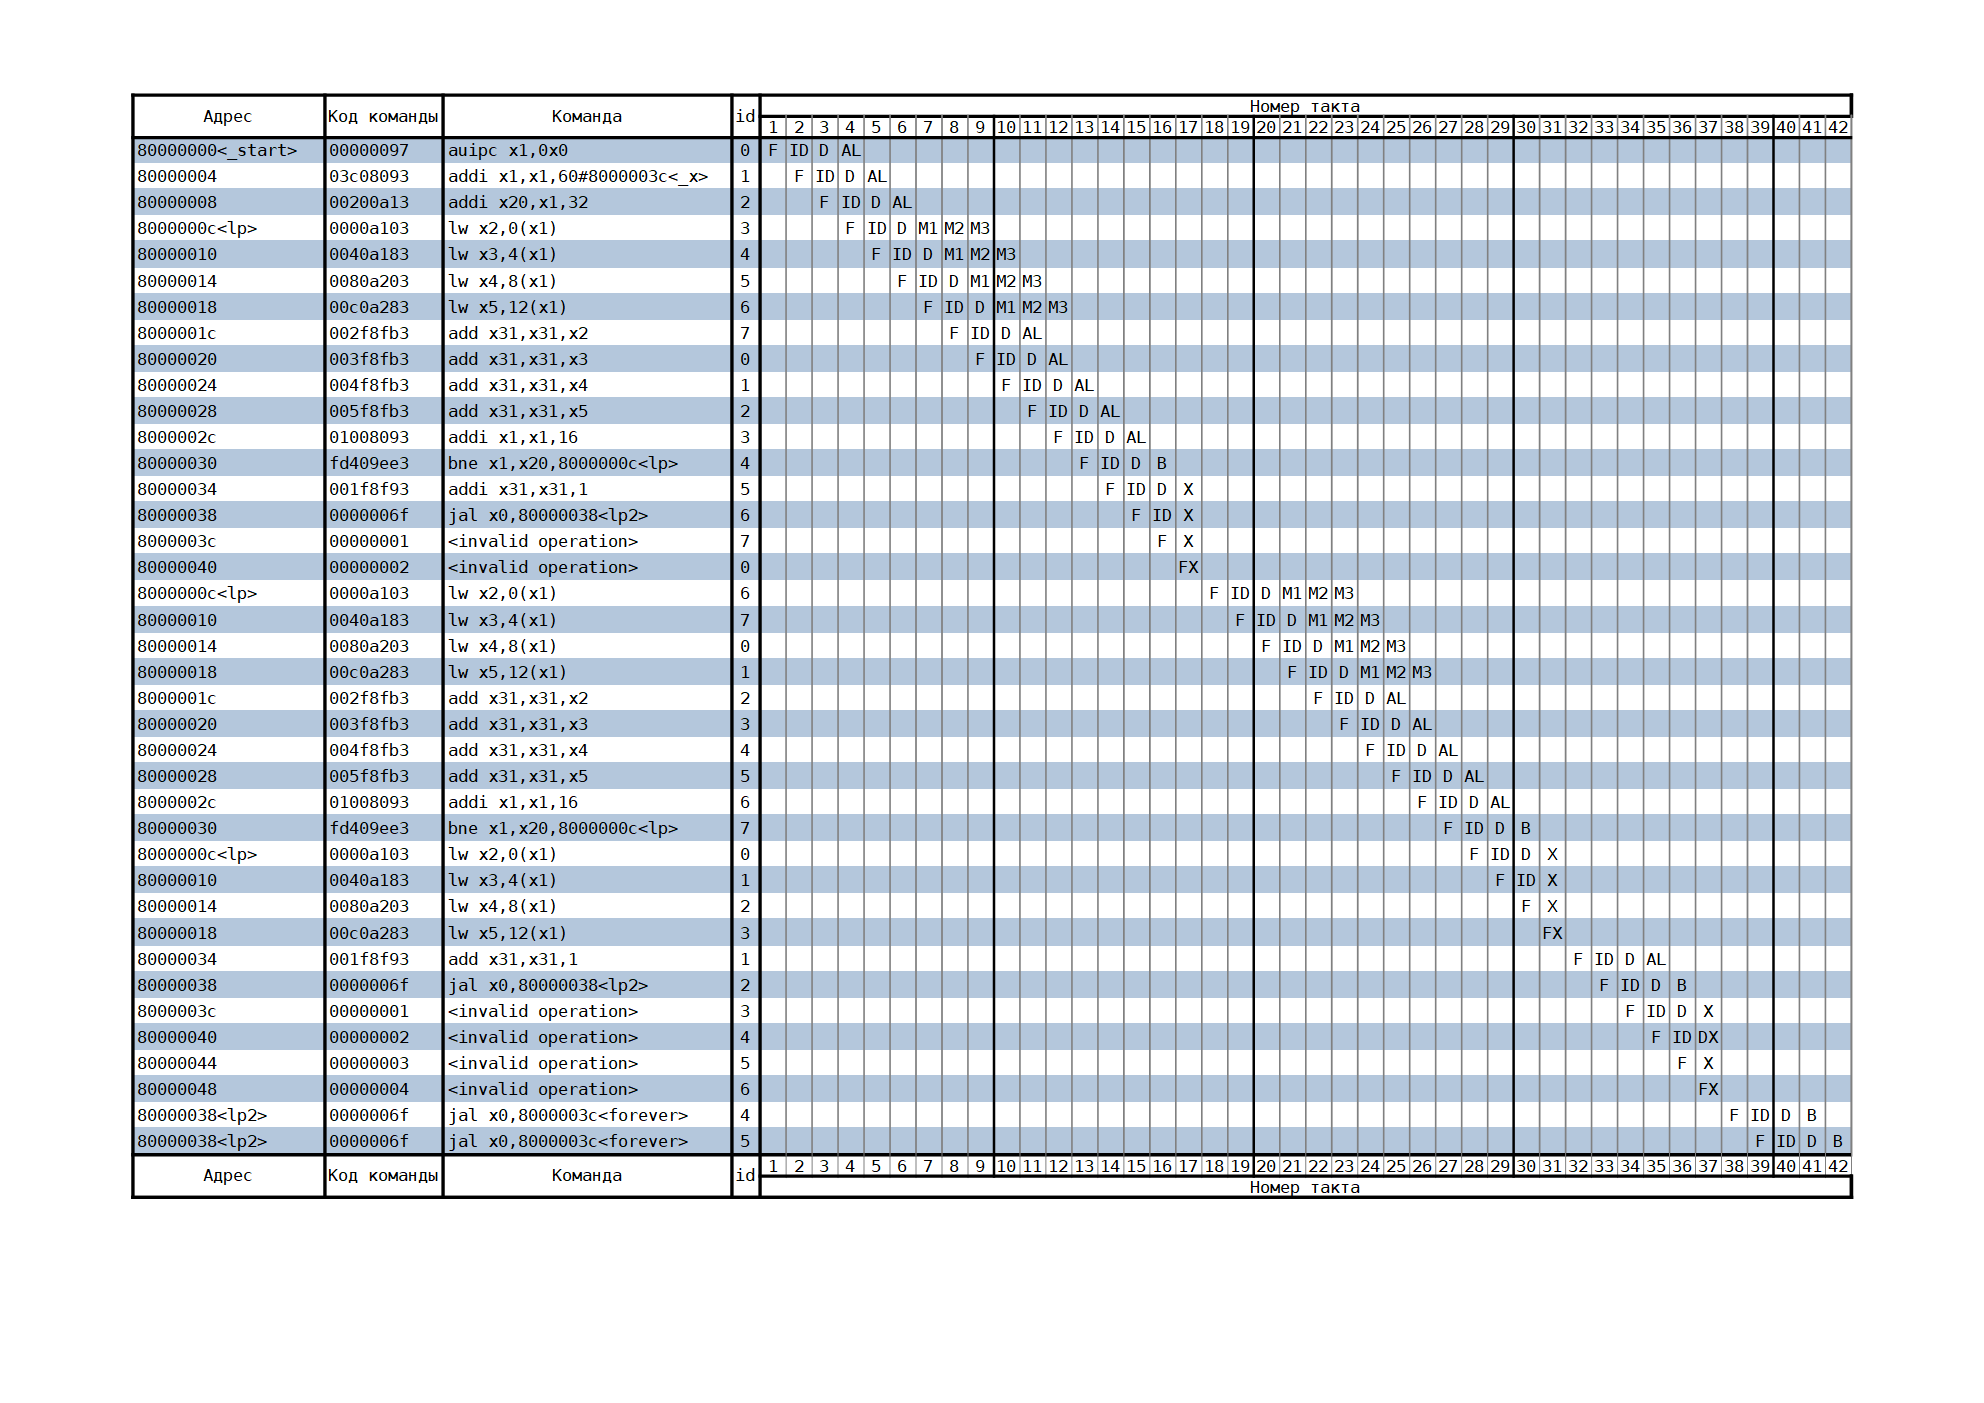 Адрес Код команды Команда id Номер такта
1 2 3 4 5 6 7 8 9 10 11 12 13 14 15 16 17 18 19 20 21 22 23 24 25 26 27 28 29 30 31 32 33 34 35 36 37 38 39 40 41 42
80000000<_start> 00000097 auipc x1,0x0 0 F ID D AL
80000004 03c08093 addi x1,x1,60#8000003c<_x> 1 F ID D AL
80000008 00200a13 addi x20,x1,32 2 F ID D AL
8000000c<lp> 0000a103 lw x2,0(x1) 3 F ID D M1 M2 M3
80000010 0040a183 lw x3,4(x1) 4 F ID D M1 M2 M3
80000014 0080a203 lw x4,8(x1) 5 F ID D M1 M2 M3
80000018 00c0a283 lw x5,12(x1) 6 F ID D M1 M2 M3
8000001c 002f8fb3 add x31,x31,x2 7 F ID D AL
80000020 003f8fb3 add x31,x31,x3 0 F ID D AL
80000024 004f8fb3 add x31,x31,x4 1 F ID D AL
80000028 005f8fb3 add x31,x31,x5 2 F ID D AL
8000002c 01008093 addi x1,x1,16 3 F ID D AL
80000030 fd409ee3 bne x1,x20,8000000c<lp> 4 F ID D B
80000034 001f8f93 addi x31,x31,1 5 F ID D X
80000038 0000006f jal x0,80000038<lp2> 6 F ID X
8000003c 00000001 <invalid operation> 7 F X
80000040 00000002 <invalid operation> 0 FX
8000000c<lp> 0000a103 lw x2,0(x1) 6 F ID D M1 M2 M3
80000010 0040a183 lw x3,4(x1) 7 F ID D M1 M2 M3
80000014 0080a203 lw x4,8(x1) 0 F ID D M1 M2 M3
80000018 00c0a283 lw x5,12(x1) 1 F ID D M1 M2 M3
8000001c 002f8fb3 add x31,x31,x2 2 F ID D AL
80000020 003f8fb3 add x31,x31,x3 3 F ID D AL
80000024 004f8fb3 add x31,x31,x4 4 F ID D AL
80000028 005f8fb3 add x31,x31,x5 5 F ID D AL
8000002c 01008093 addi x1,x1,16 6 F ID D AL
80000030 fd409ee3 bne x1,x20,8000000c<lp> 7 F ID D B
8000000c<lp> 0000a103 lw x2,0(x1) 0 F ID D X
80000010 0040a183 lw x3,4(x1) 1 F ID X
80000014 0080a203 lw x4,8(x1) 2 F X
80000018 00c0a283 lw x5,12(x1) 3 FX
80000034 001f8f93 add x31,x31,1 1 F ID D AL
80000038 0000006f jal x0,80000038<lp2> 2 F ID D B
8000003c 00000001 <invalid operation> 3 F ID D X
80000040 00000002 <invalid operation> 4 F ID DX
80000044 00000003 <invalid operation> 5 F X
80000048 00000004 <invalid operation> 6 FX
80000038<lp2> 0000006f jal x0,8000003c<forever> 4 F ID D B
80000038<lp2> 0000006f jal x0,8000003c<forever> 5 F ID D B
1 2 3 4 5 6 7 8 9 10 11 12 13 14 15 16 17 18 19 20 21 22 23 24 25 26 27 28 29 30 31 32 33 34 35 36 37 38 39 40 41 42
Адрес Код команды Команда id Номер такта